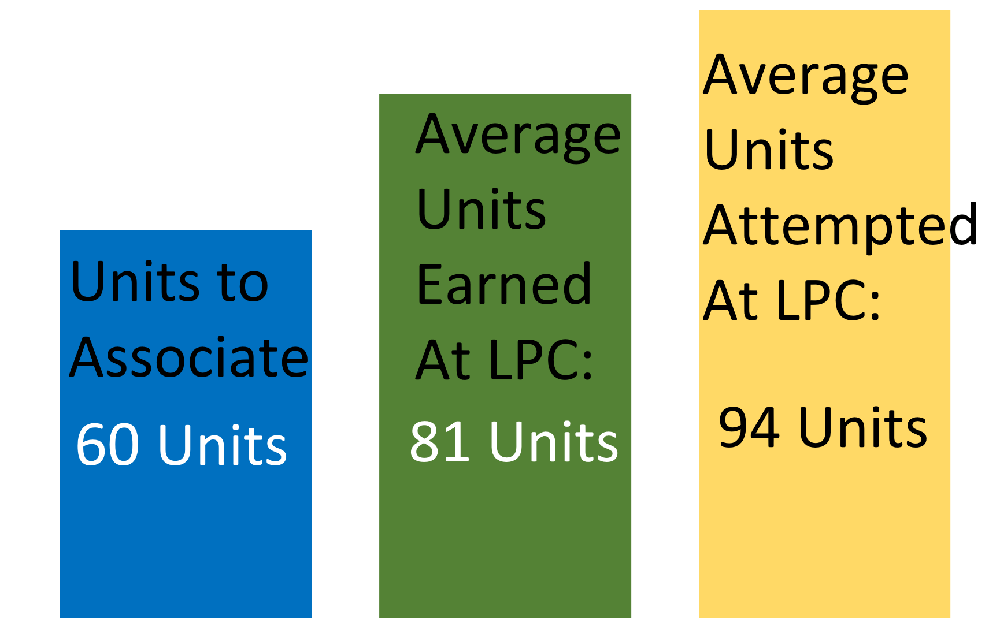 Units to
Associate
60 Units
Average
Units
Earned
At LPC:
81 Units
Average
Units
Attempted
At LPC:
94 Units